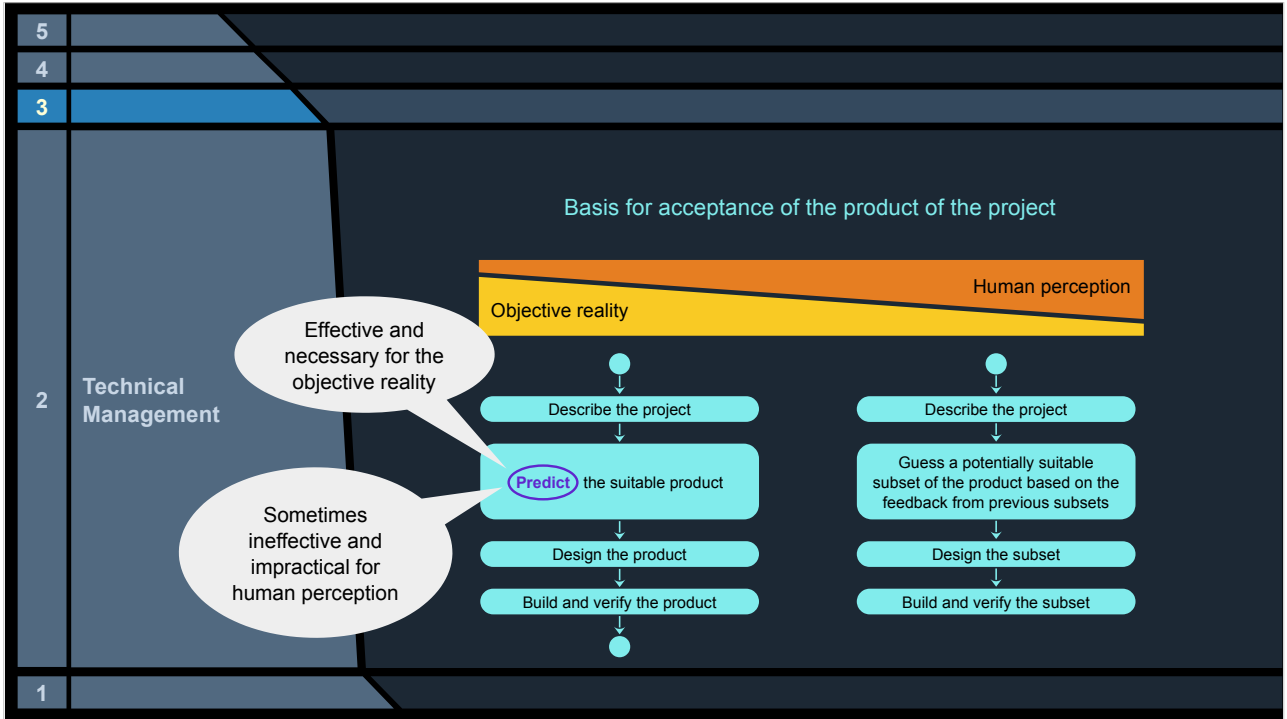 5
4
3
2
Technical
Management
1
Basis for acceptance of the product of the project
Human perception
Objective reality
Effective and
necessary for the
objective reality
Sometimes
ineffective and
impractical for
human perception
Describe the project
Predict the suitable product
Design the product
Build and verify the product
Describe the project
Guess a potentially suitable
subset of the product based on the
feedback from previous subsets
Design the subset
Build and verify the subset